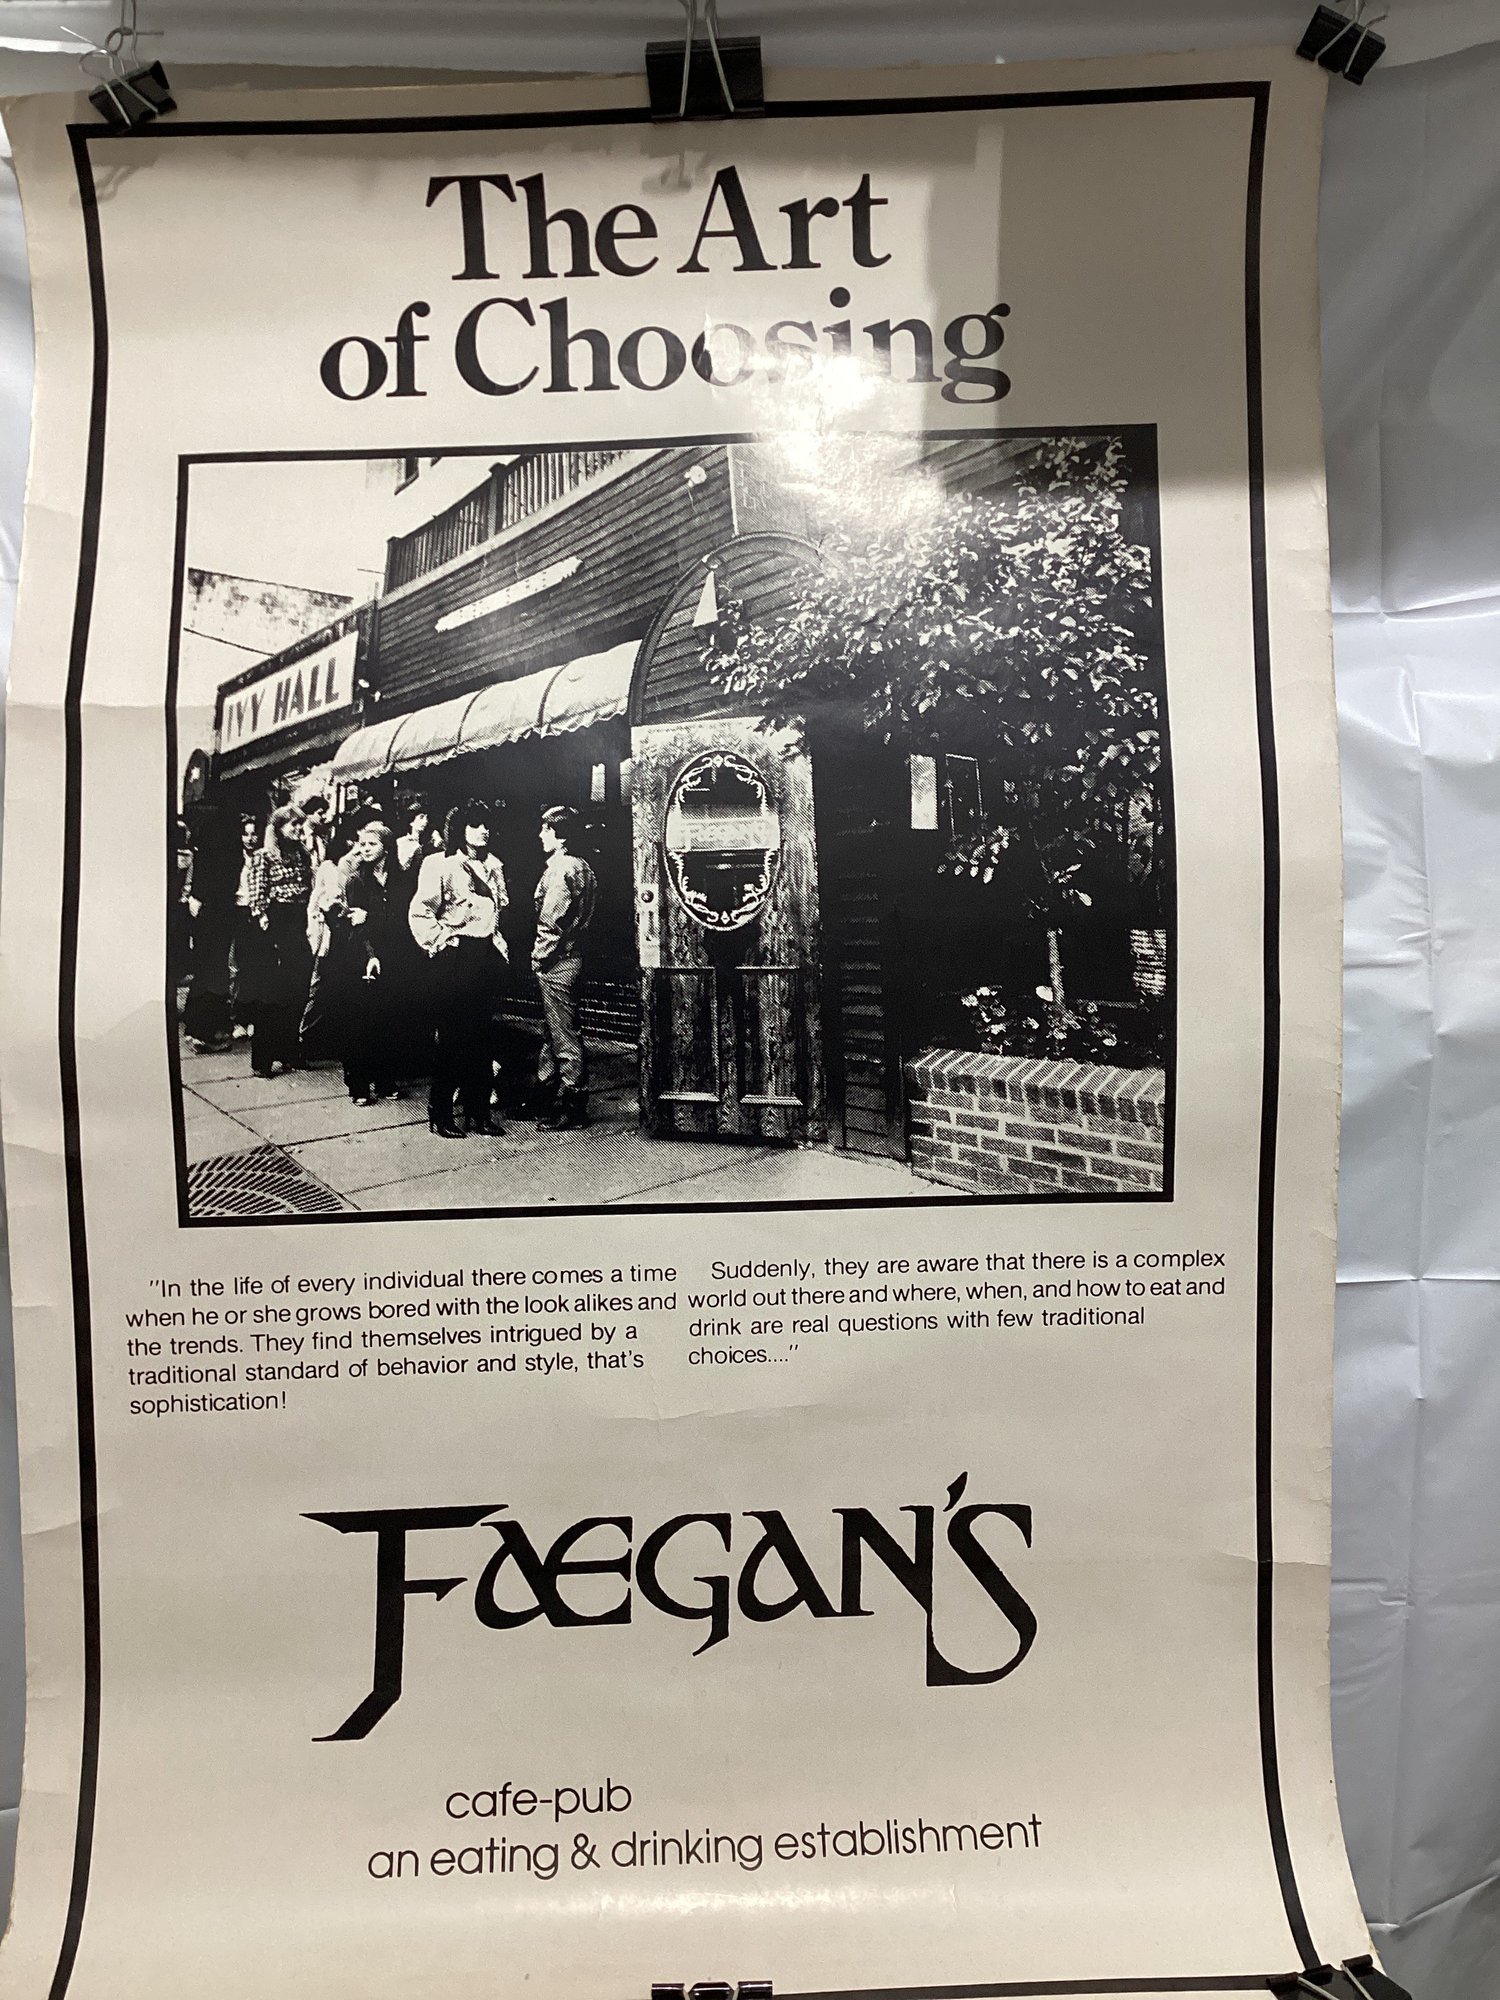 The Art
of Choosing
IVY HALL
"In the life of every individual there comes a time
when he or she grows bored with the look alikes and
the trends. They find themselves intrigued by a
traditional standard of behavior and style, that's
sophistication!
Suddenly, they are aware that there is a complex
world out there and where, when, and how to eat and
drink are real questions with few traditional
choices...."
FAEGAN'S
cafe-pub
an eating & drinking establishment